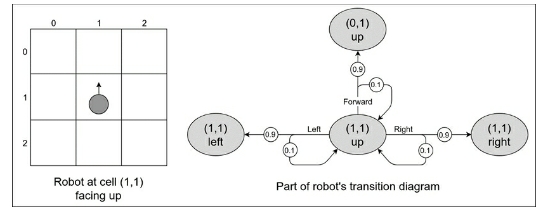 0 1 2
0
1
2
Robot at cell (1,1)
facing up
(0,1)
up
0.9
0.1
Forward
(1,1)
left
0.9
Left
0.1
(1,1)
up
Right
0.1
0.9
(1,1)
right
Part of robot's transition diagram